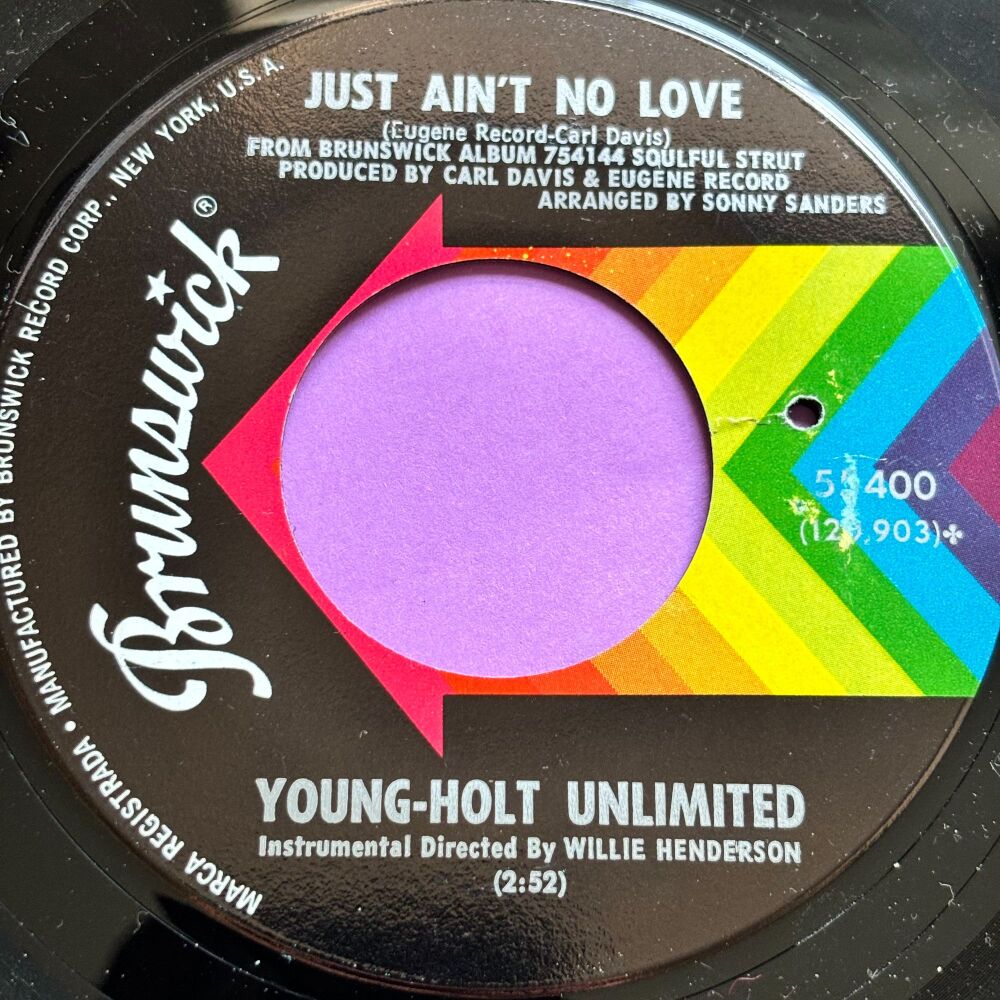 JUST AIN'T NO LOVE
(Eugene Record-Carl Davis)
FROM BRUNSWICK ALBUM 754144 SOULFUL STRUT
PRODUCED BY CARL DAVIS & EUGENE RECORD
ARRANGED BY SONNY SANDERS
Brunswick®
400
YOUNG-HOLT UNLIMITED
Instrumental Directed By WILLIE HENDERSON
(2:52)
MARCA REGISTRADA • MANUFACTURED BY BRUNSWICK RECORD CORP., NEW YORK, U.S.A.